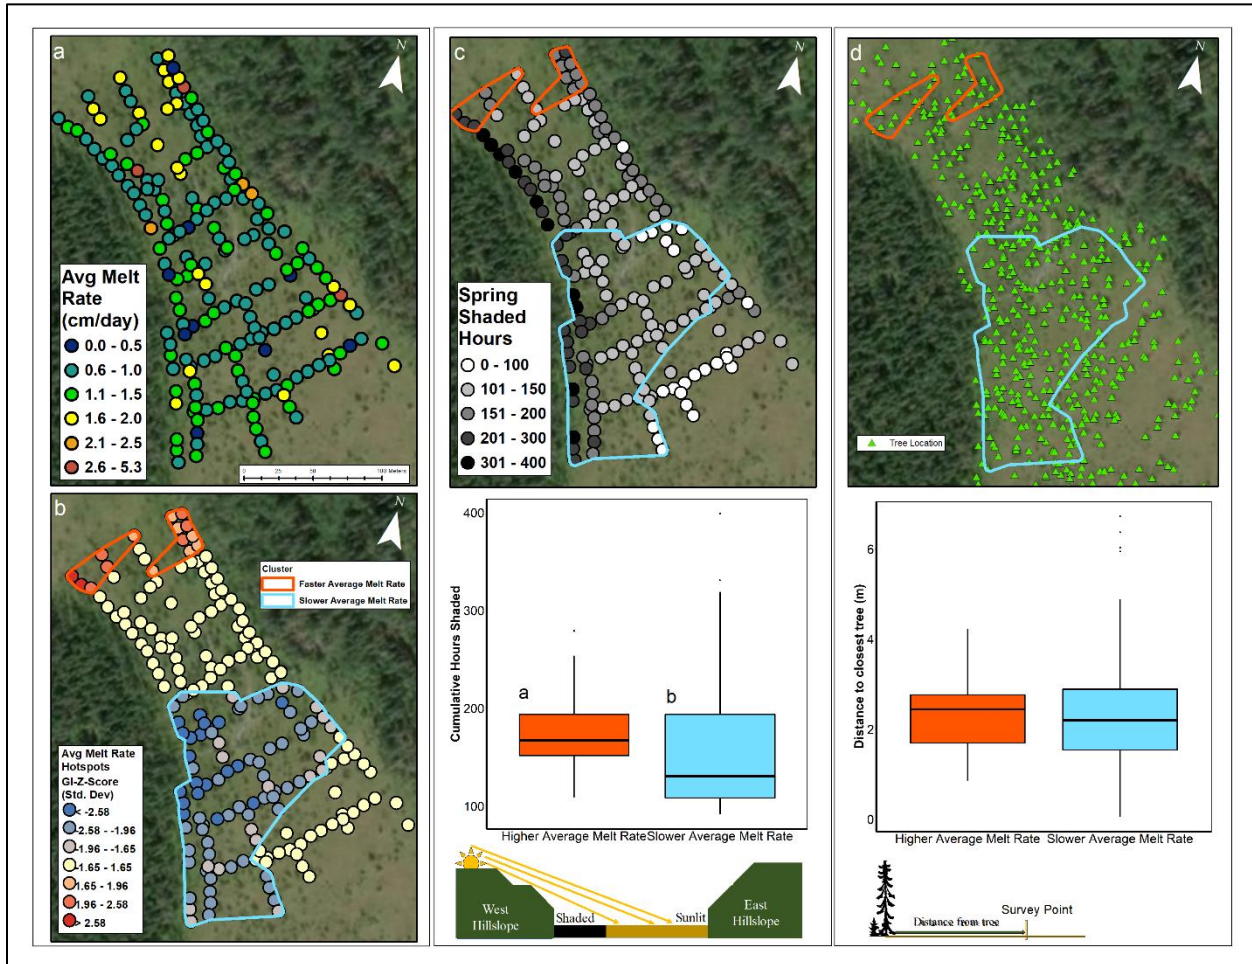 a
N
Avg Melt
Rate
(cm/day)
0.0 - 0.5
0.6 - 1.0
1.1 - 1.5
1.6 - 2.0
2.1 - 2.5
2.6 - 5.3
0 25 50 100 Meters
b
N
Cluster
Faster Average Melt Rate
Slower Average Melt Rate
Avg Melt Rate
Hotspots
GI-Z-Score
(Std. Dev)
< -2.58
-2.58 - -1.96
-1.96 - -1.65
-1.65 - 1.65
1.65 - 1.96
1.96 - 2.58
> 2.58
c
N
Spring
Shaded
Hours
0 - 100
101 - 150
151 - 200
201 - 300
301 - 400
400
300
200
100
Cumulative Hours Shaded
a
b
Higher Average Melt Rate Slower Average Melt Rate
West
Hillslope
Shaded
Sunlit
East
Hillslope
d
N
Tree Location
6
4
2
0
Distance to closest tree (m)
Higher Average Melt Rate Slower Average Melt Rate
Survey Point
Distance from tree